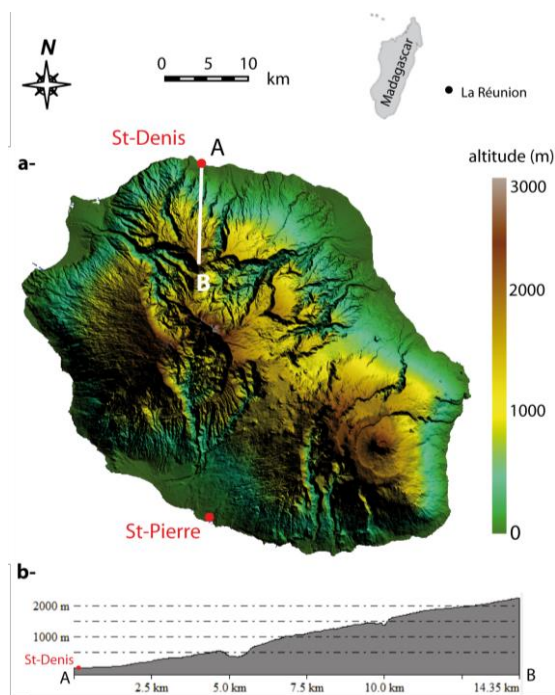 N
0 5 10
km
Madagascar
La Réunion
St-Denis
A
a-
altitude (m)
3000
2000
1000
0
B
St-Pierre
b-
2000 m
1000 m
St-Denis
A
B
2.5 km 5.0 km 7.5 km 10.0 km 14.35 km